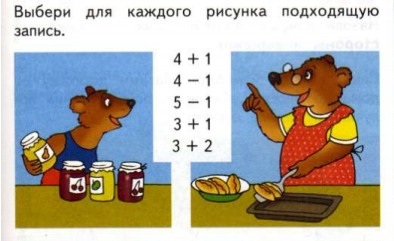 Выбери для каждого рисунка подходящую
запись.
4 + 1
4 − 1
5 − 1
3 + 1
3 + 2